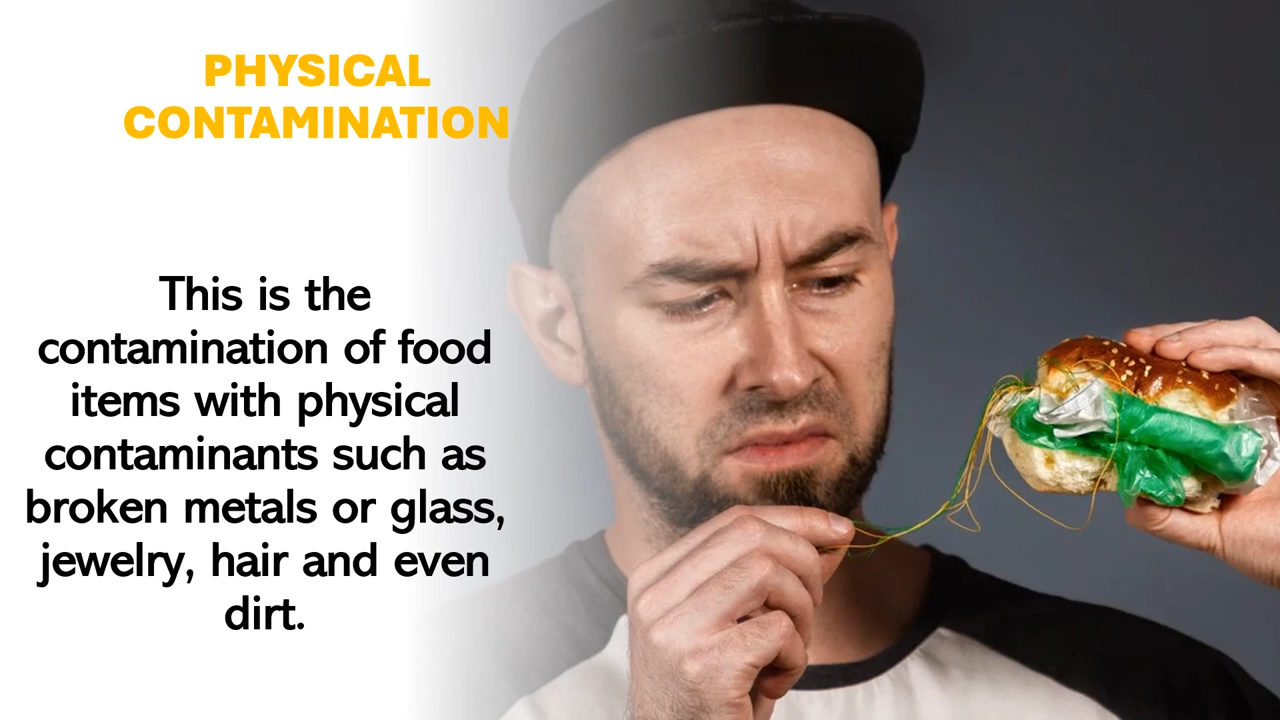 PHYSICAL
CONTAMINATION
This is the
contamination of food
items with physical
contaminants such as
broken metals or glass,
jewelry, hair and even
dirt.